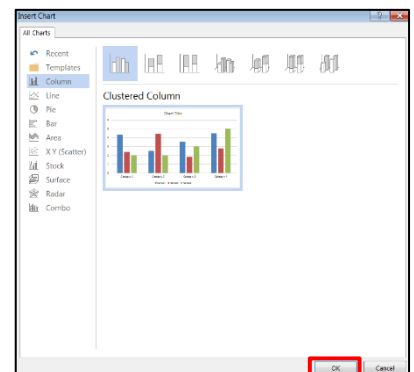 Insert Chart
All Charts
Recent
Templates
Column
Line
Pie
Bar
Area
X Y (Scatter)
Stock
Surface
Radar
Combo
Clustered Column
Chart Title
OK
Cancel